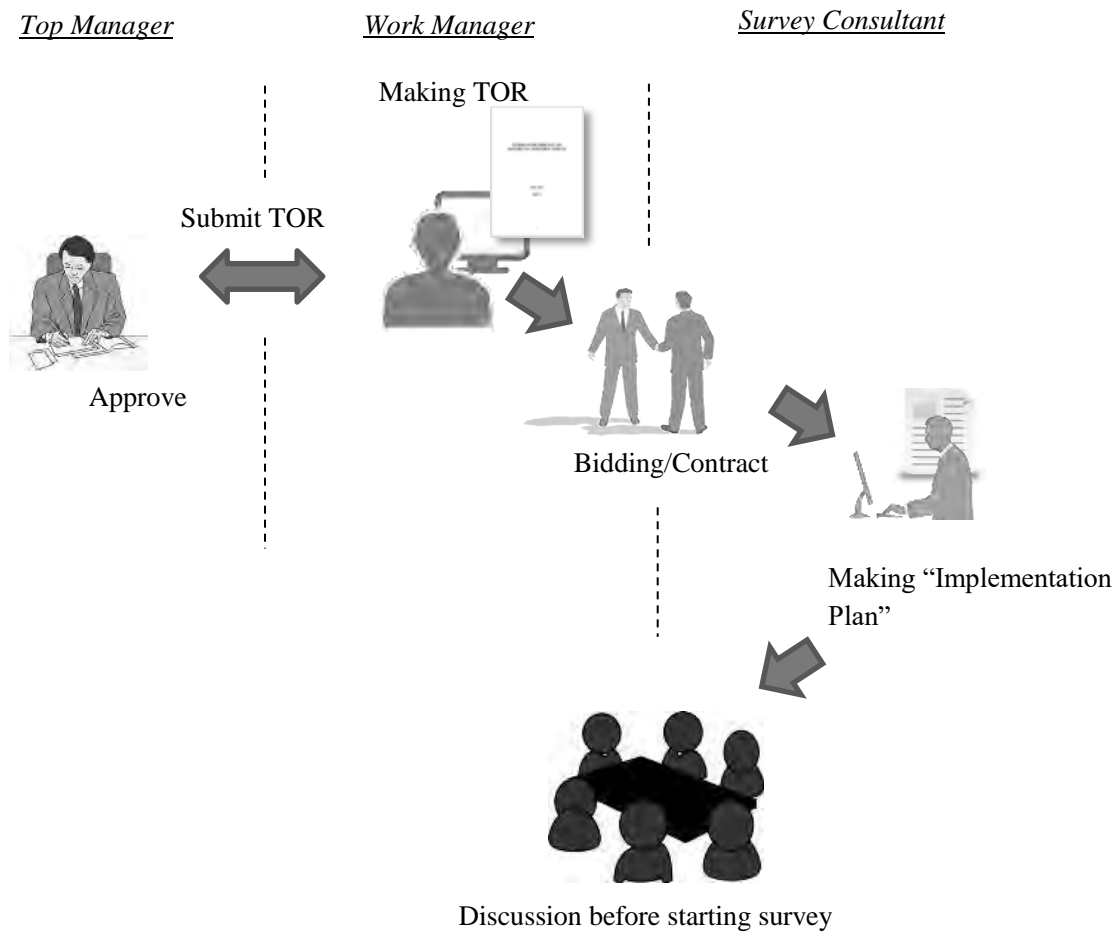 Top Manager
Work Manager
Survey Consultant
Making TOR
Submit TOR
Approve
Bidding/Contract
Making “Implementation
Plan”
Discussion before starting survey